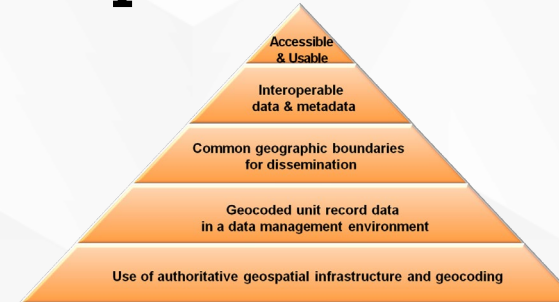 Accessible
& Usable
Interoperable
data & metadata
Common geographic boundaries
for dissemination
Geocoded unit record data
in a data management environment
Use of authoritative geospatial infrastructure and geocoding